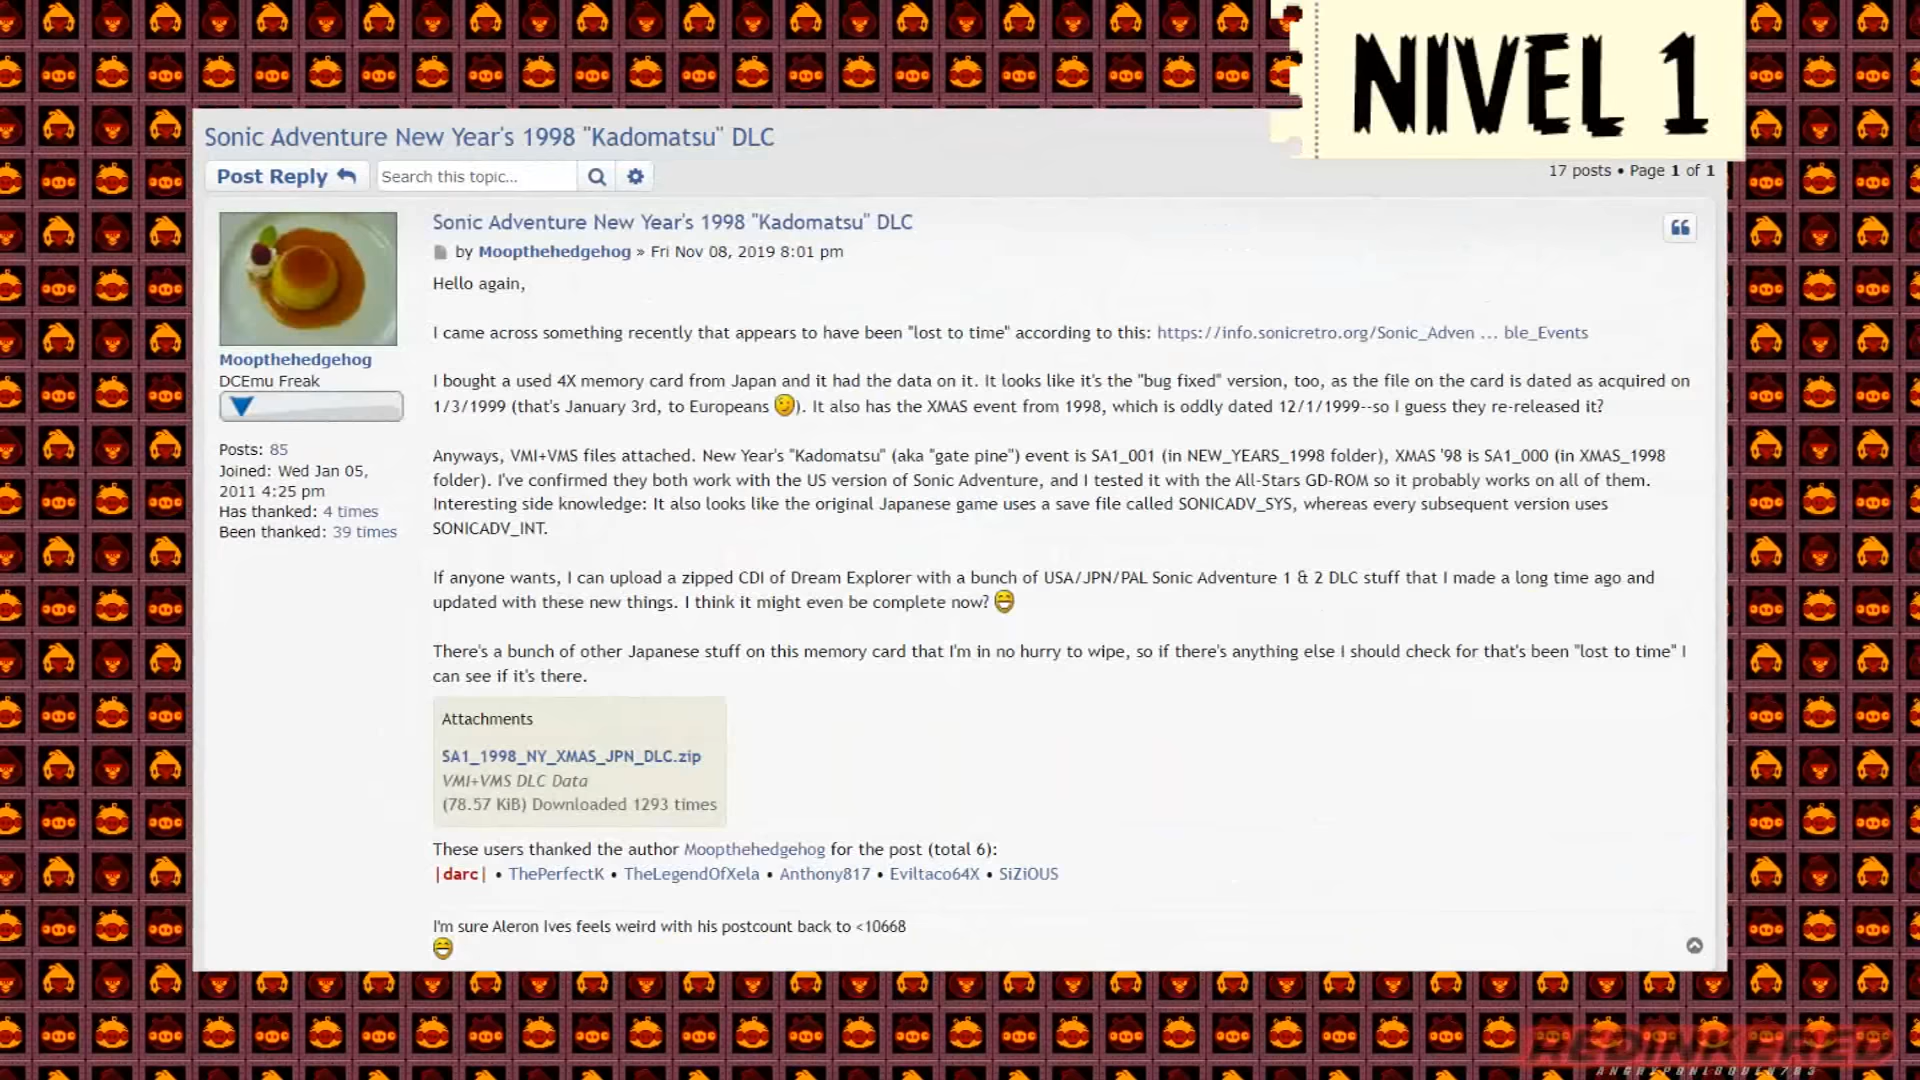 NIVEL 1
Sonic Adventure New Year's 1998 "Kadomatsu" DLC
Post Reply
Search this topic...
17 posts • Page 1 of 1
Sonic Adventure New Year's 1998 "Kadomatsu" DLC
by Moopthehedgehog » Fri Nov 08, 2019 8:01 pm
Moopthehedgehog
DCEmu Freak
Posts: 85
Joined: Wed Jan 05,
2011 4:25 pm
Has thanked: 4 times
Been thanked: 39 times
Hello again,
I came across something recently that appears to have been "lost to time" according to this: https://info.sonicretro.org/Sonic_Adven ... ble_Events
I bought a used 4X memory card from Japan and it had the data on it. It looks like it's the "bug fixed" version, too, as the file on the card is dated as acquired on
1/3/1999 (that's January 3rd, to Europeans ). It also has the XMAS event from 1998, which is oddly dated 12/1/1999--so I guess they re-released it?
Anyways, VMI+VMS files attached. New Year's "Kadomatsu" (aka "gate pine") event is SA1_001 (in NEW_YEARS_1998 folder), XMAS '98 is SA1_000 (in XMAS_1998
folder). I've confirmed they both work with the US version of Sonic Adventure, and I tested it with the All-Stars GD-ROM so it probably works on all of them.
Interesting side knowledge: It also looks like the original Japanese game uses a save file called SONICADV_SYS, whereas every subsequent version uses
SONICADV_INT.
If anyone wants, I can upload a zipped CDI of Dream Explorer with a bunch of USA/JPN/PAL Sonic Adventure 1 & 2 DLC stuff that I made a long time ago and
updated with these new things. I think it might even be complete now?
There's a bunch of other Japanese stuff on this memory card that I'm in no hurry to wipe, so if there's anything else I should check for that's been "lost to time" I
can see if it's there.
Attachments
SA1_1998_NY_XMAS_JPN_DLC.zip
VMI+VMS DLC Data
(78.57 KiB) Downloaded 1293 times
These users thanked the author Moopthehedgehog for the post (total 6):
|darc| • ThePerfectK • TheLegendOfXela • Anthony817 • Eviltaco64X • SiZiOUS
I'm sure Aleron Ives feels weird with his postcount back to <10668